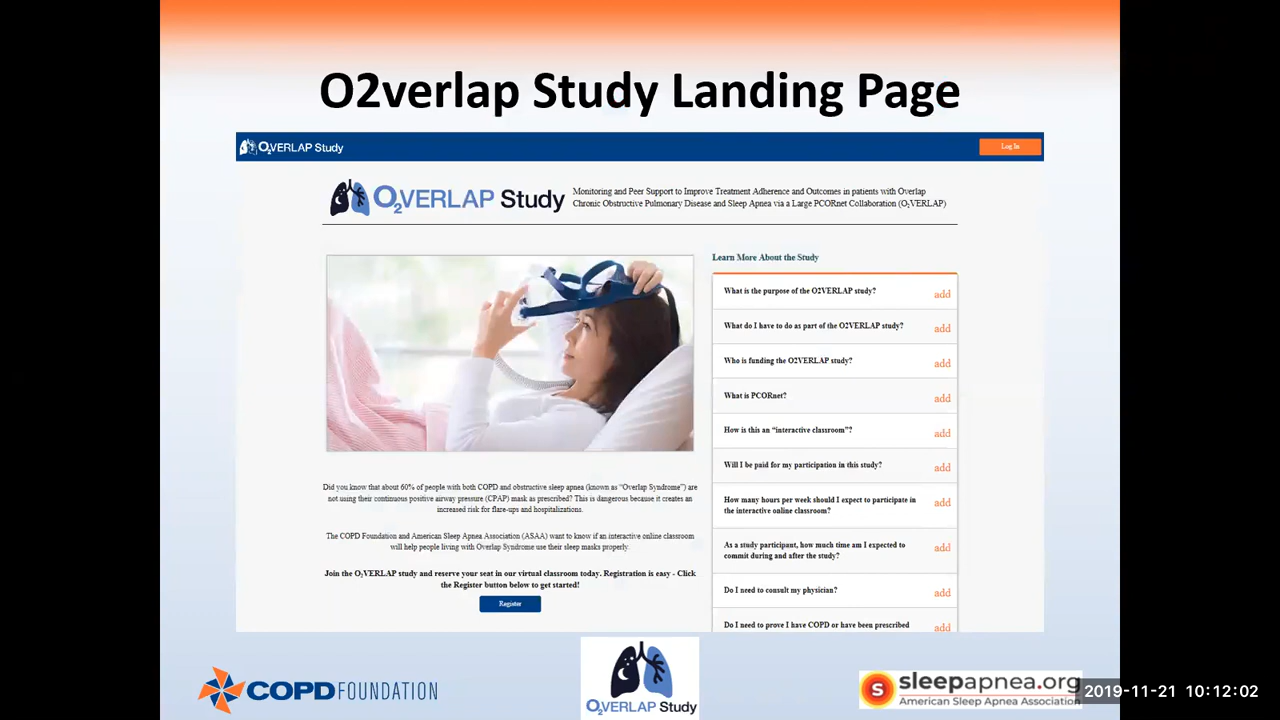 O2verlap Study Landing Page
O2VERLAP Study
Log In
O2VERLAP Study
Monitoring and Peer Support to Improve Treatment Adherence and Outcomes in patients with Overlap
Chronic Obstructive Pulmonary Disease and Sleep Apnea via a Large PCORnet Collaboration (O2VERLAP)
Did you know that about 60% of people with both COPD and obstructive sleep apnea (known as “Overlap Syndrome”) are
not using their continuous positive airway pressure (CPAP) mask as prescribed? This is dangerous because it creates an
increased risk for flare-ups and hospitalizations.
The COPD Foundation and American Sleep Apnea Association (ASAA) want to know if an interactive online classroom
will help people living with Overlap Syndrome use their sleep masks properly.
Join the O2VERLAP study and reserve your seat in our virtual classroom today. Registration is easy - Click
the Register button below to get started!
Register
Learn More About the Study
What is the purpose of the O2VERLAP study?
add
What do I have to do as part of the O2VERLAP study?
add
Who is funding the O2VERLAP study?
add
What is PCORnet?
add
How is this an “interactive classroom”?
add
Will I be paid for my participation in this study?
add
How many hours per week should I expect to participate in
the interactive online classroom?
add
As a study participant, how much time am I expected to
commit during and after the study?
add
Do I need to consult my physician?
add
Do I need to prove I have COPD or have been prescribed
add
COPD FOUNDATION
O2VERLAP Study
S sleepapnea.org
American Sleep Apnea Association
2019-11-21 10:12:02